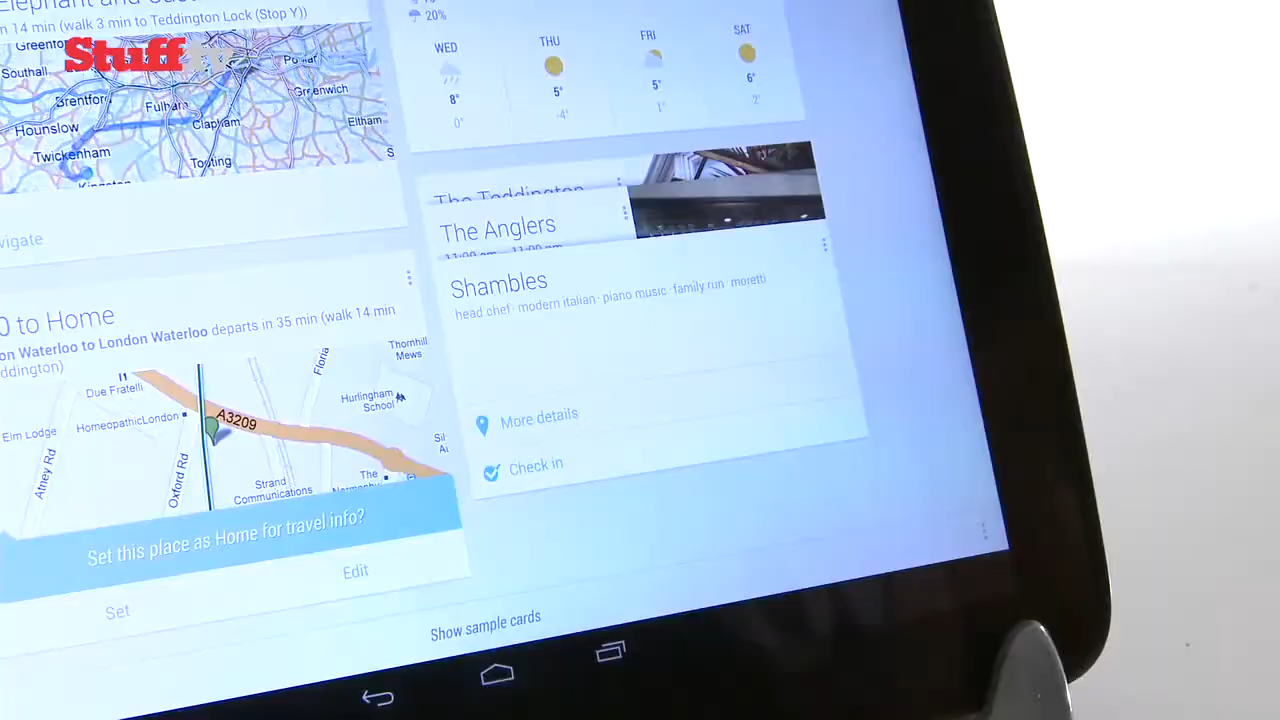 Elephant and
n 14 min (walk 3 min to Teddington Lock (Stop Y))
Stuff
Southall
Greenwich
Brentford
Fulham
Hounslow
Clapham
Eltham
Twickenham
Tooting
S
Kingston
vigate
20%
WED
THU
FRI
SAT
8°
5°
5°
6°
0°
-4°
1°
2°
The Teddington
The Anglers
11:00 am - 11:00 pm
Shambles
head chef · modern italian · piano music · family run · moretti
More details
Check in
0 to Home
on Waterloo to London Waterloo departs in 35 min (walk 14 min
ddington)
Thornhill
Mews
Floria
Due Fratelli
Hurlingham
School
HomeopathicLondon
A3209
Elm Lodge
Atney Rd
Oxford Rd
Strand
Communications
The
Set this place as Home for travel info?
Set
Edit
Show sample cards